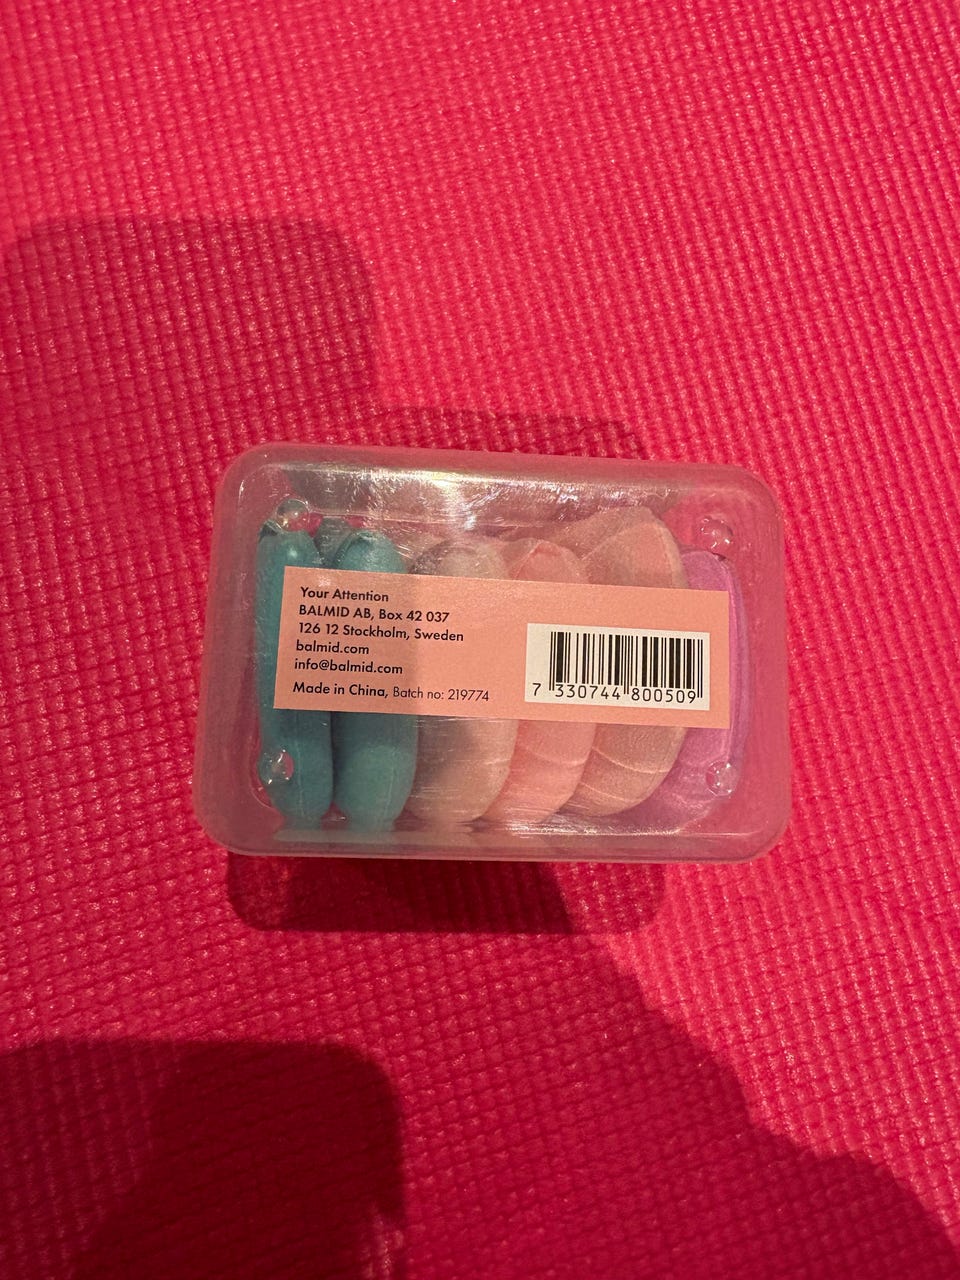 Your Attention
BALMID AB, Box 42 037
126 12 Stockholm, Sweden
balmid.com
info@balmid.com
Made in China, Batch no: 219774
7 330744 800509